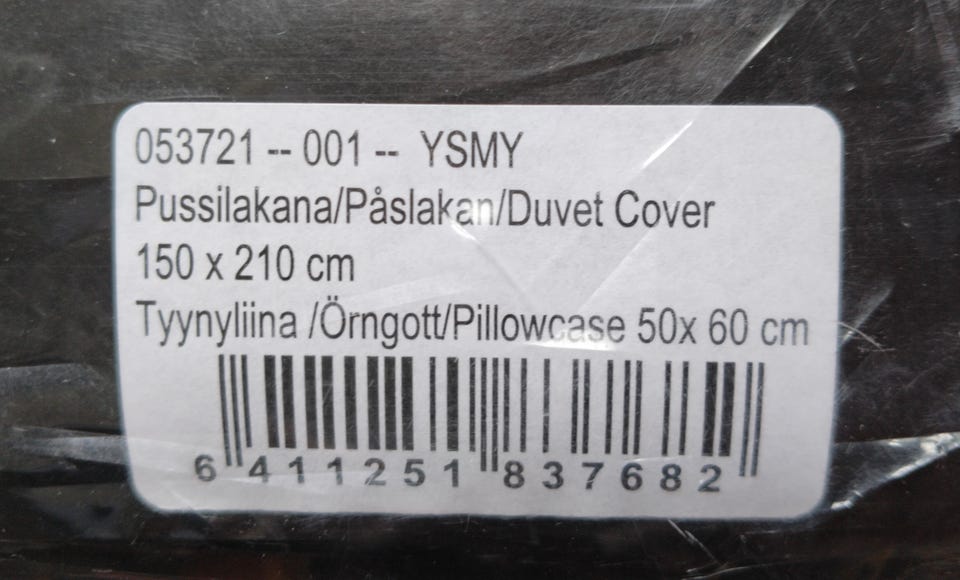 053721 -- 001 -- YSMY
Pussilakana/Påslakan/Duvet Cover
150 x 210 cm
Tyynyliina /Örngott/Pillowcase 50x 60 cm
6 411251 837682